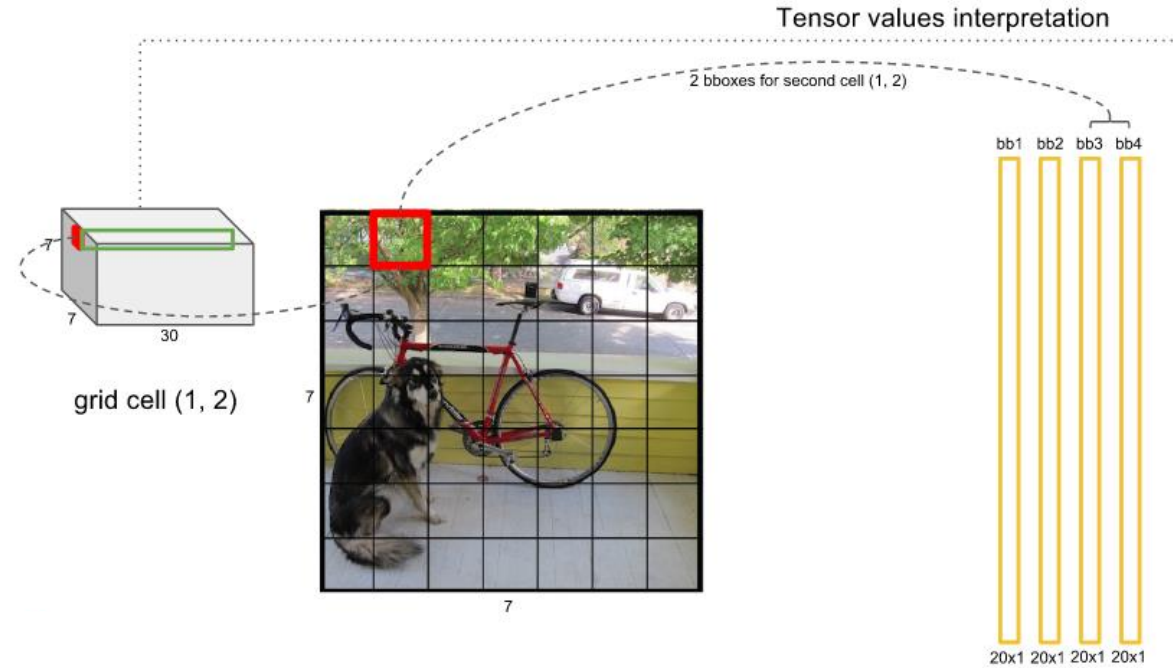 Tensor values interpretation
2 bboxes for second cell (1, 2)
bb1 bb2 bb3 bb4
7
7
30
grid cell (1, 2)
7
7
20x1 20x1 20x1 20x1